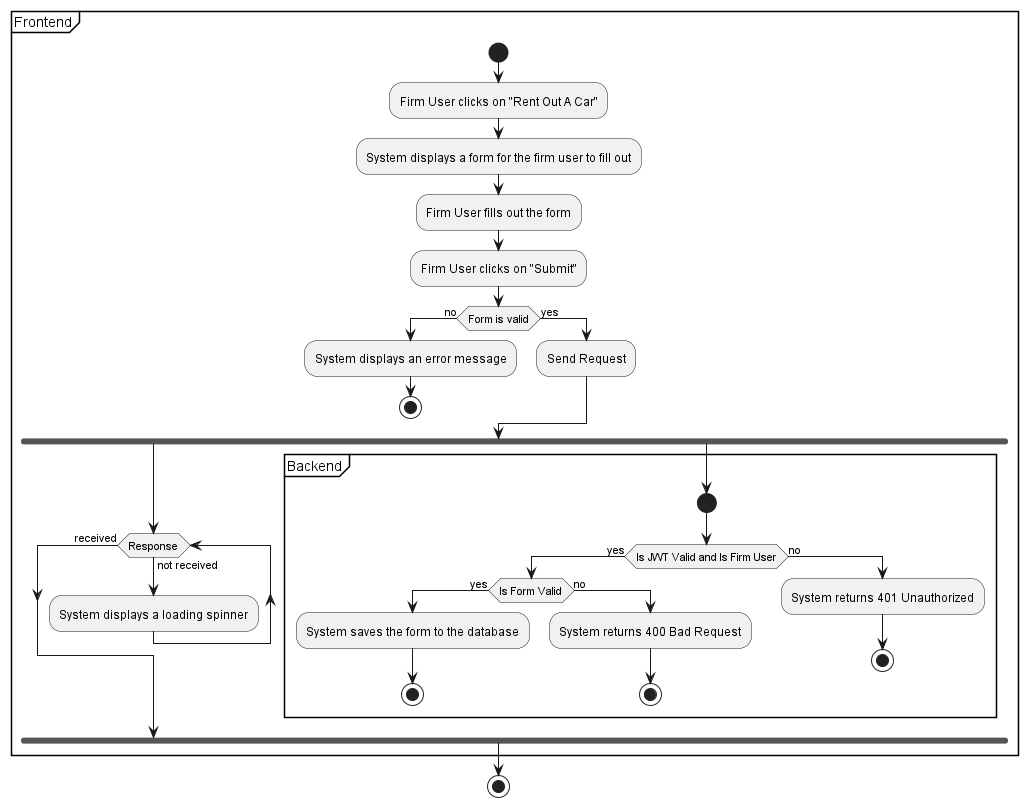 Frontend
Firm User clicks on "Rent Out A Car"
System displays a form for the firm user to fill out
Firm User fills out the form
Firm User clicks on "Submit"
no
Form is valid
yes
System displays an error message
Send Request
Backend
received
Response
not received
System displays a loading spinner
yes
Is JWT Valid and Is Firm User
no
yes
Is Form Valid
no
System returns 401 Unauthorized
System saves the form to the database
System returns 400 Bad Request